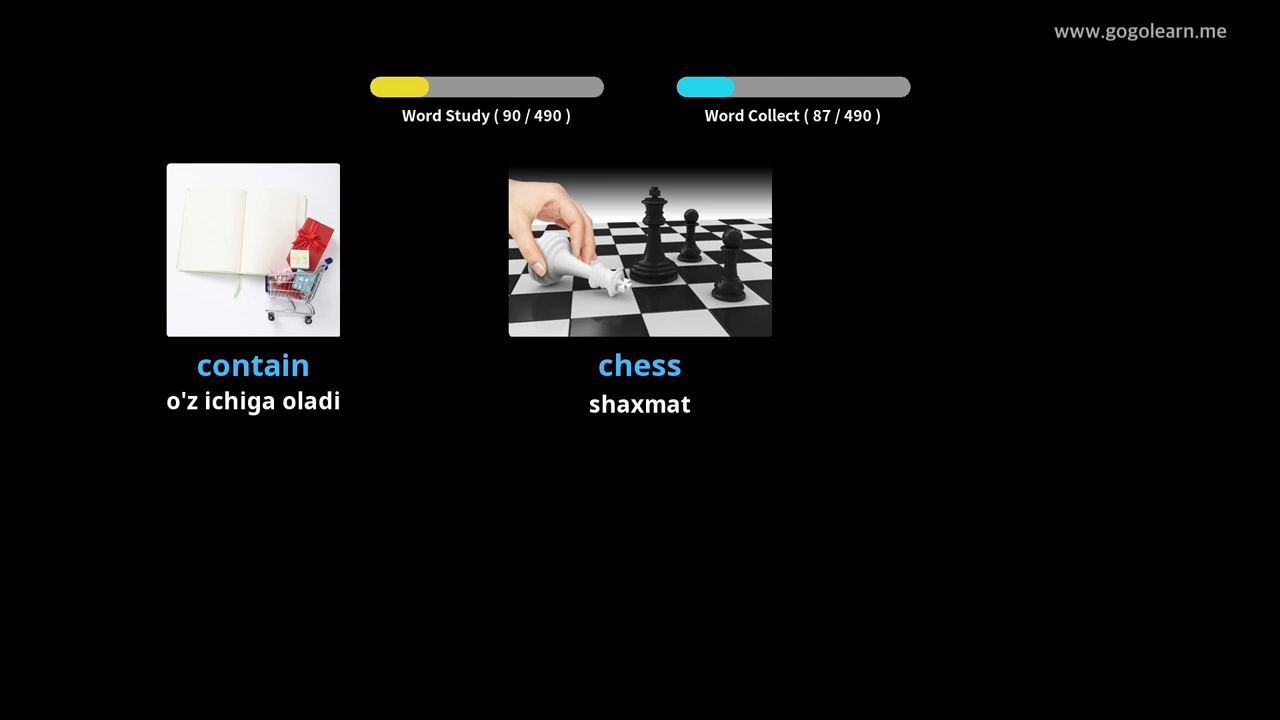 www.gogolearn.me
Word Study ( 90 / 490 )
Word Collect ( 87 / 490 )
contain
o'z ichiga oladi
chess
shaxmat